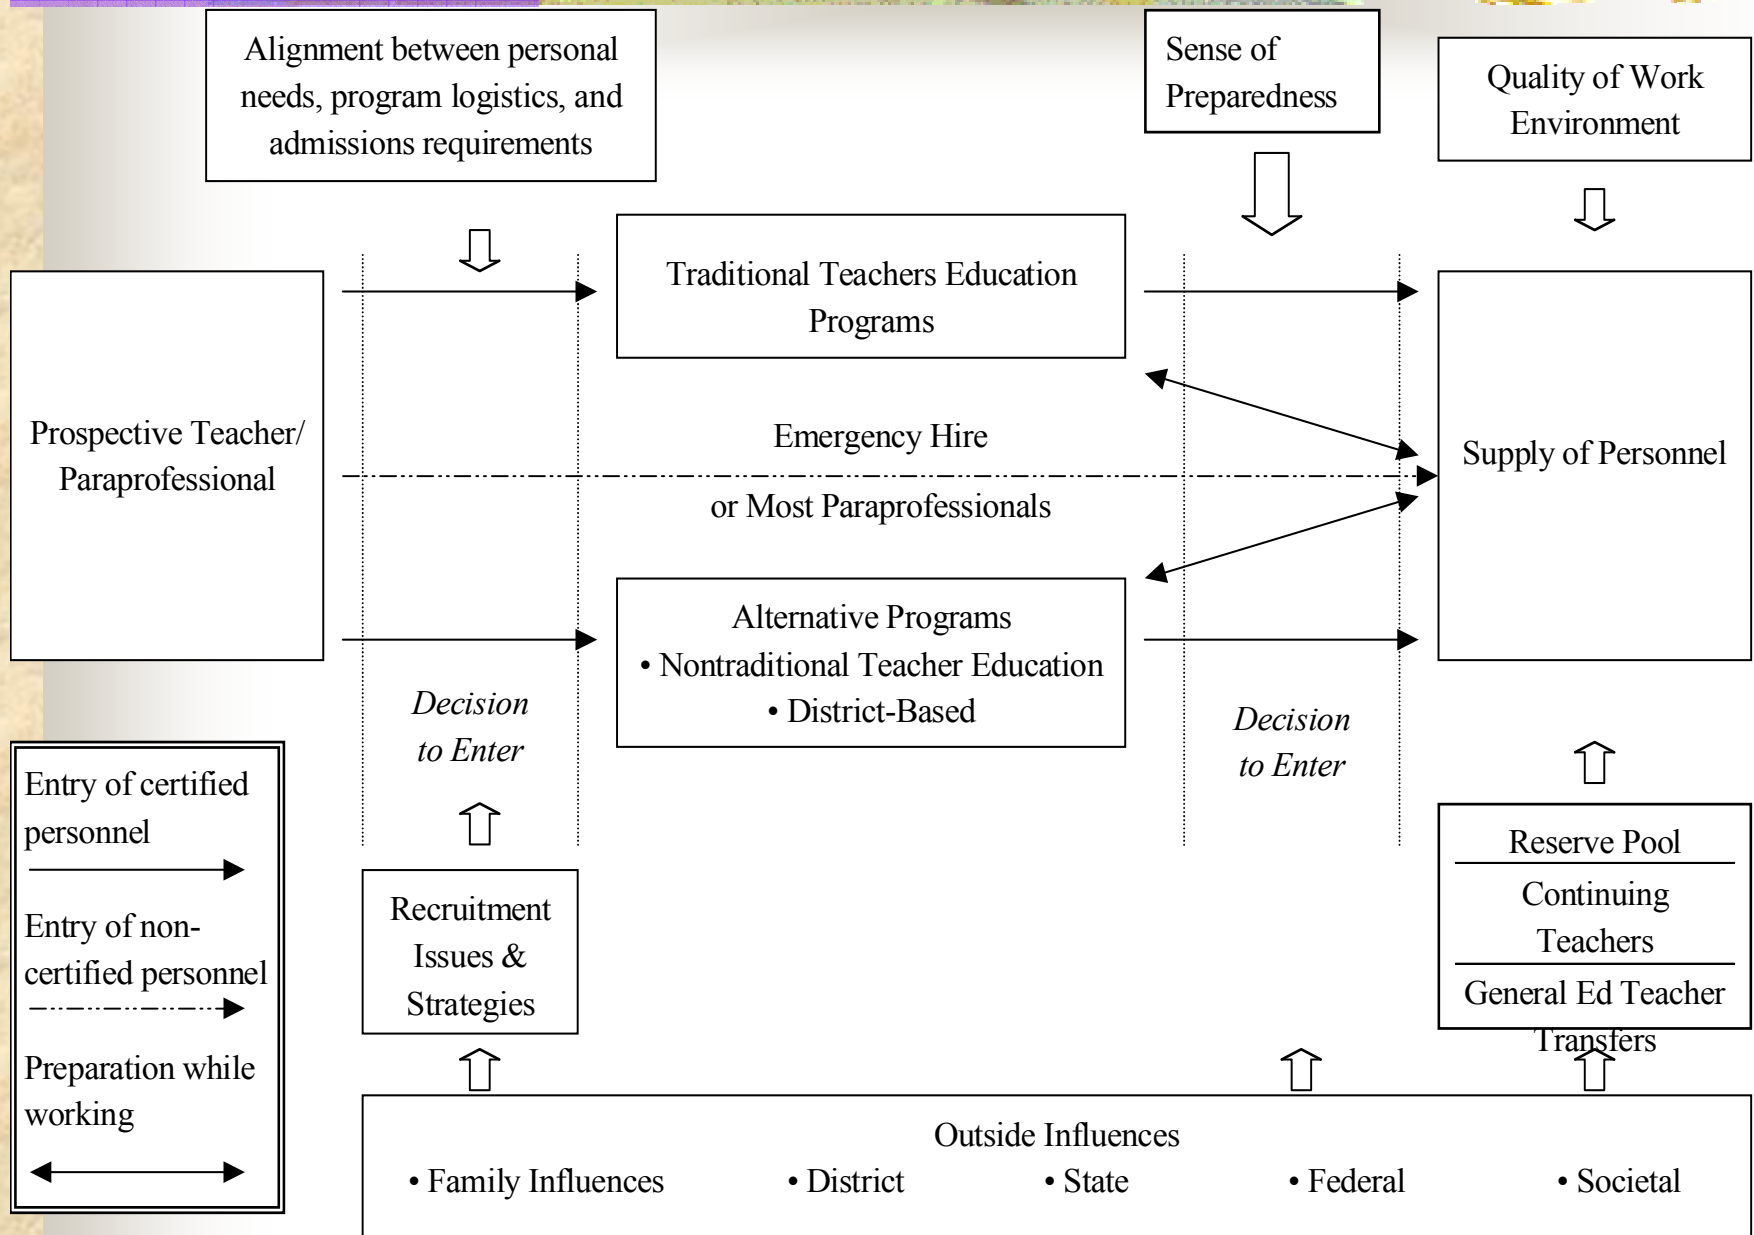 Alignment between personal
needs, program logistics, and
admissions requirements
Sense of
Preparedness
Quality of Work
Environment
Traditional Teachers Education
Programs
Prospective Teacher/
Paraprofessional
Emergency Hire
or Most Paraprofessionals
Supply of Personnel
Alternative Programs
• Nontraditional Teacher Education
• District-Based
Decision
to Enter
Decision
to Enter
Entry of certified
personnel
Entry of non-
certified personnel
Preparation while
working
Recruitment
Issues &
Strategies
Reserve Pool
Continuing
Teachers
General Ed Teacher
Transfers
Outside Influences
• Family Influences • District • State • Federal • Societal